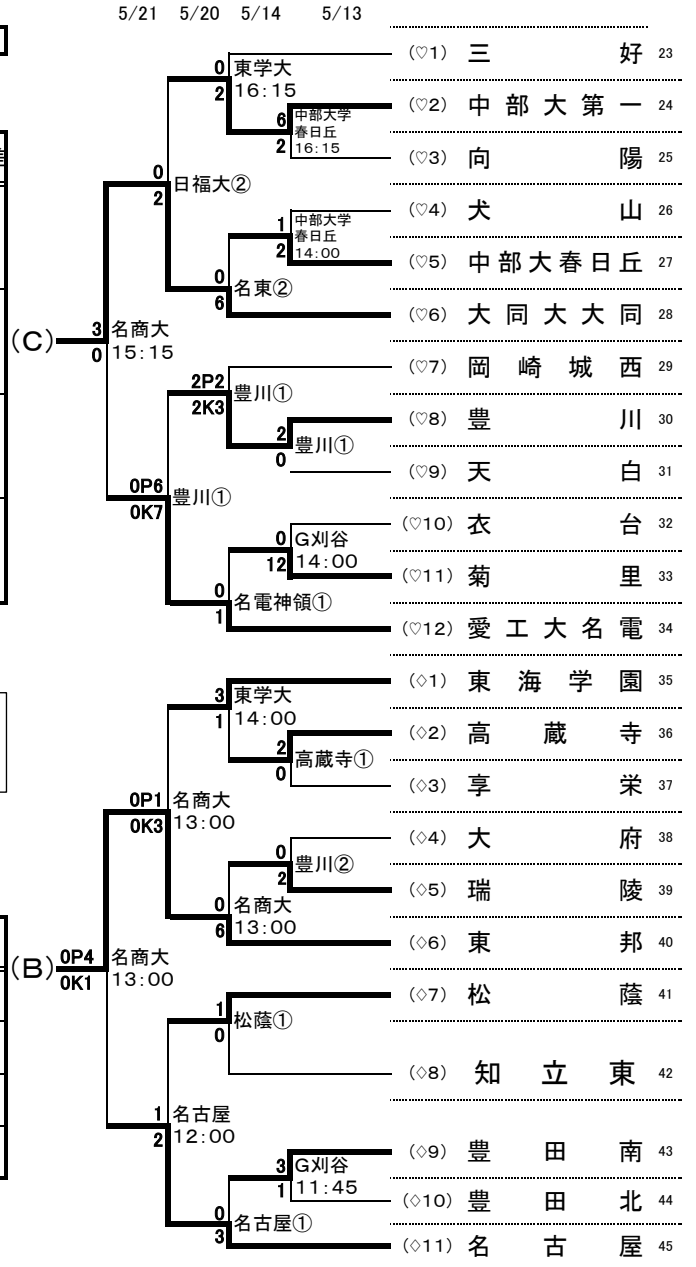 5/21 5/20 5/14 5/13
(♡1) 三好 23
0 東学大
2 16:15
(♡2) 中部大第一 24
6 中部大学
春日丘
2 16:15
(♡3) 向陽 25
0 日福大②
2
(♡4) 犬山 26
1 中部大学
春日丘
2 14:00
(♡5) 中部大春日丘 27
0 名東②
6
(♡6) 大同大大同 28
(C) 3 名商大
0 15:15
(♡7) 岡崎城西 29
2P2 豊川①
2K3
(♡8) 豊川 30
2 豊川①
0
(♡9) 天白 31
0P6 豊川①
0K7
(♡10) 衣台 32
0 G刈谷
12 14:00
(♡11) 菊里 33
0 名電神領①
1
(♡12) 愛工大名電 34
(♢1) 東海学園 35
3 東学大
1 14:00
(♢2) 高蔵寺 36
2 高蔵寺①
0
(♢3) 享栄 37
0P1 名商大
0K3 13:00
(♢4) 大府 38
0 豊川②
2
(♢5) 瑞陵 39
0 名商大
6 13:00
(♢6) 東邦 40
(B) 0P4 名商大
0K1 13:00
(♢7) 松蔭 41
1 松蔭①
0
(♢8) 知立東 42
1 名古屋
2 12:00
(♢9) 豊田南 43
3 G刈谷
1 11:45
(♢10) 豊田北 44
0 名古屋①
3
(♢11) 名古屋 45